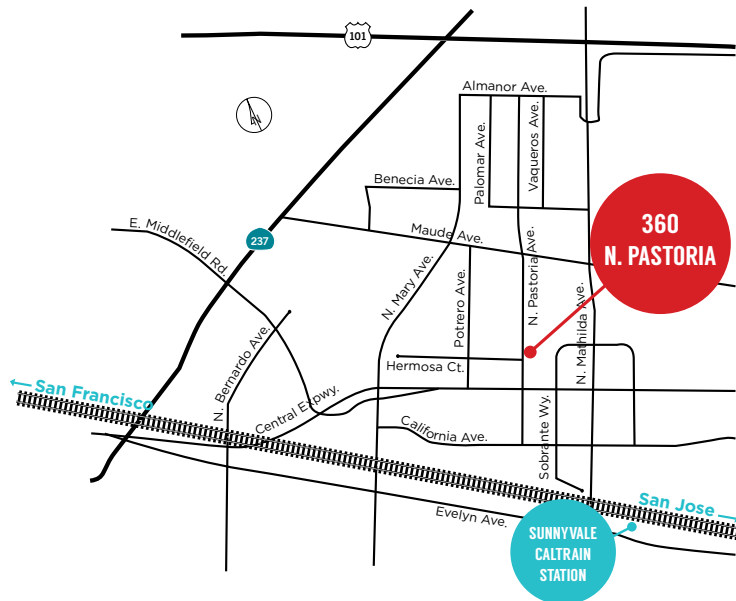 101
Almanor Ave.
Palomar Ave.
Vaqueros Ave.
N
Benecia Ave.
360
N. PASTORIA
E. Middlefield Rd.
237
Maude Ave.
N. Pastoria Ave.
N. Mary Ave.
Potrero Ave.
N. Mathilda Ave.
N. Bernardo Ave.
Hermosa Ct.
San Francisco
Central Expwy.
California Ave.
Sobrante Wy.
San Jose
Evelyn Ave.
SUNNYVALE
CALTRAIN
STATION